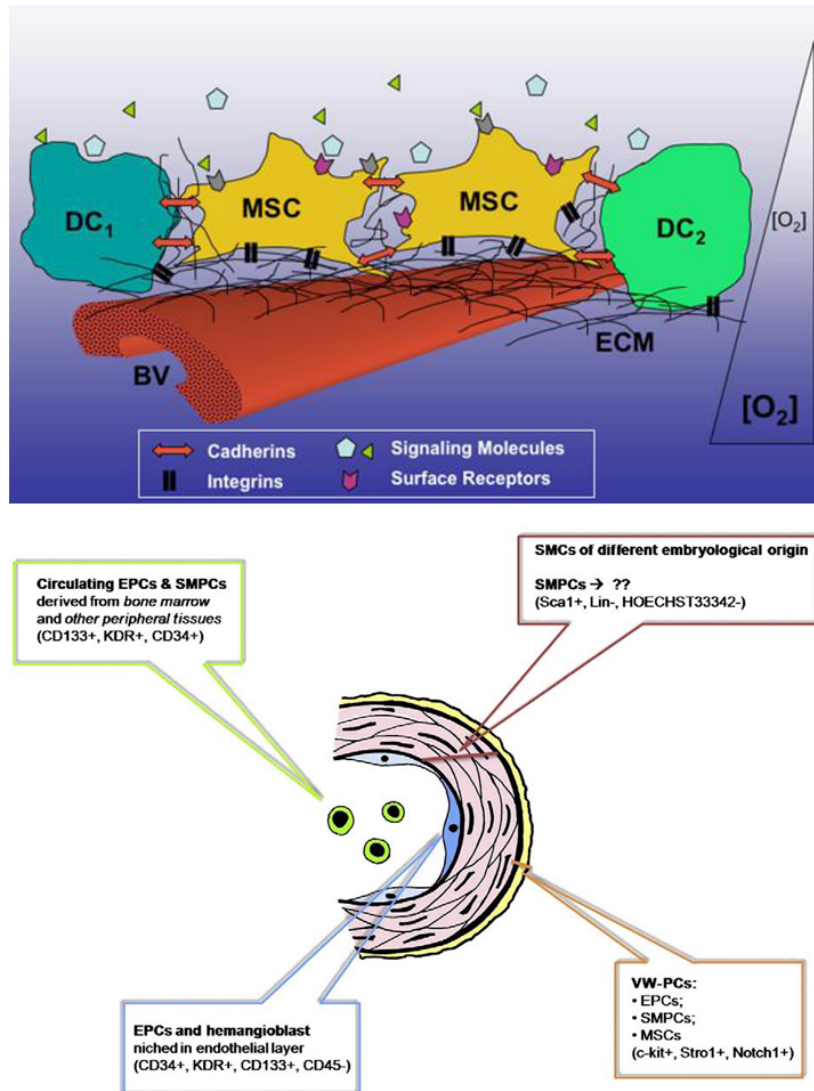 DC1
MSC
MSC
DC2
[O2]
BV
ECM
[O2]
Cadherins
Signaling Molecules
Integrins
Surface Receptors
SMCs of different embryological origin
SMPCs → ??
(Sca1+, Lin-, HOECHST33342-)
Circulating EPCs & SMPCs
derived from bone marrow
and other peripheral tissues
(CD133+, KDR+, CD34+)
EPCs and hemangioblast
niched in endothelial layer
(CD34+, KDR+, CD133+, CD45-)
VW-PCs:
• EPCs;
• SMPCs;
• MSCs
(c-kit+, Stro1+, Notch1+)